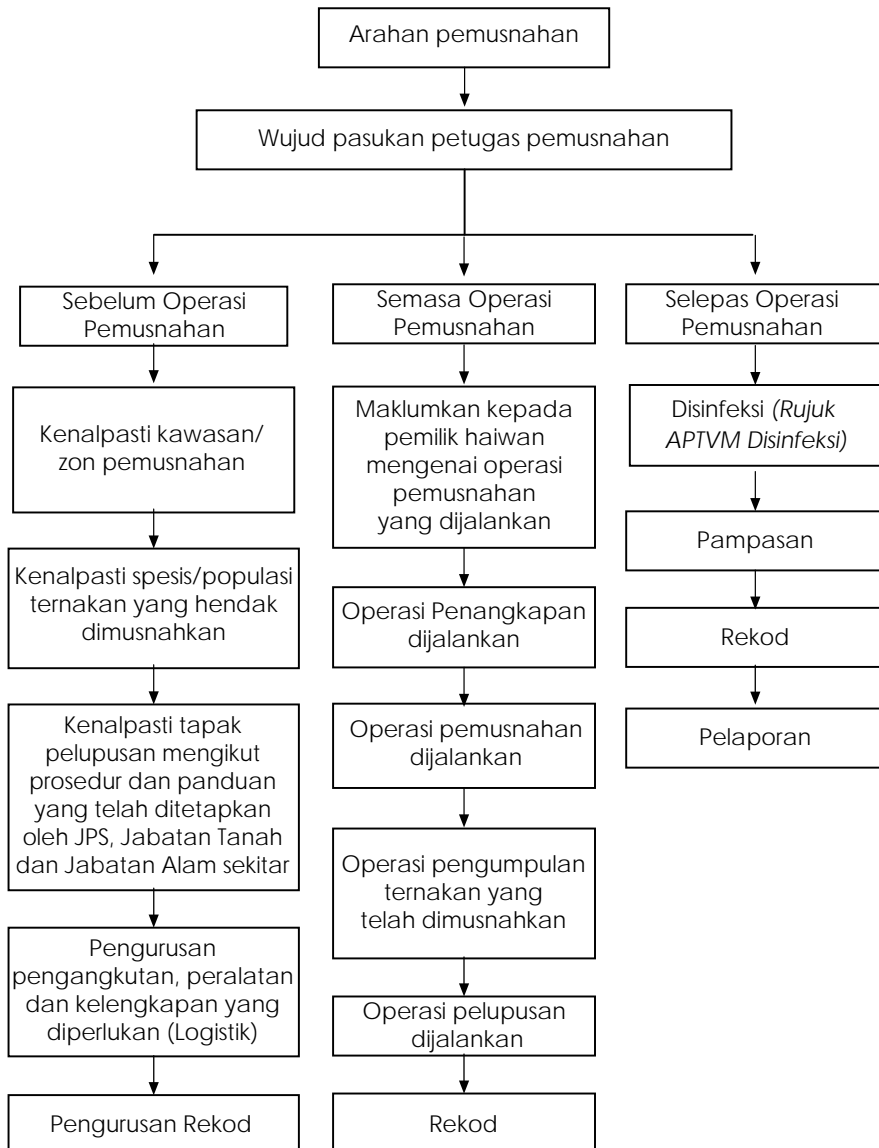 Arahan pemusnahan
Wujud pasukan petugas pemusnahan
Sebelum Operasi
Pemusnahan
Kenalpasti kawasan/
zon pemusnahan
Kenalpasti spesis/populasi
ternakan yang hendak
dimusnahkan
Kenalpasti tapak
pelupusan mengikut
prosedur dan panduan
yang telah ditetapkan
oleh JPS, Jabatan Tanah
dan Jabatan Alam sekitar
Pengurusan
pengangkutan, peralatan
dan kelengkapan yang
diperlukan (Logistik)
Pengurusan Rekod
Semasa Operasi
Pemusnahan
Maklumkan kepada
pemilik haiwan
mengenai operasi
pemusnahan
yang dijalankan
Operasi Penangkapan
dijalankan
Operasi pemusnahan
dijalankan
Operasi pengumpulan
ternakan yang
telah dimusnahkan
Operasi pelupusan
dijalankan
Rekod
Selepas Operasi
Pemusnahan
Disinfeksi (Rujuk
APTVM Disinfeksi)
Pampasan
Rekod
Pelaporan